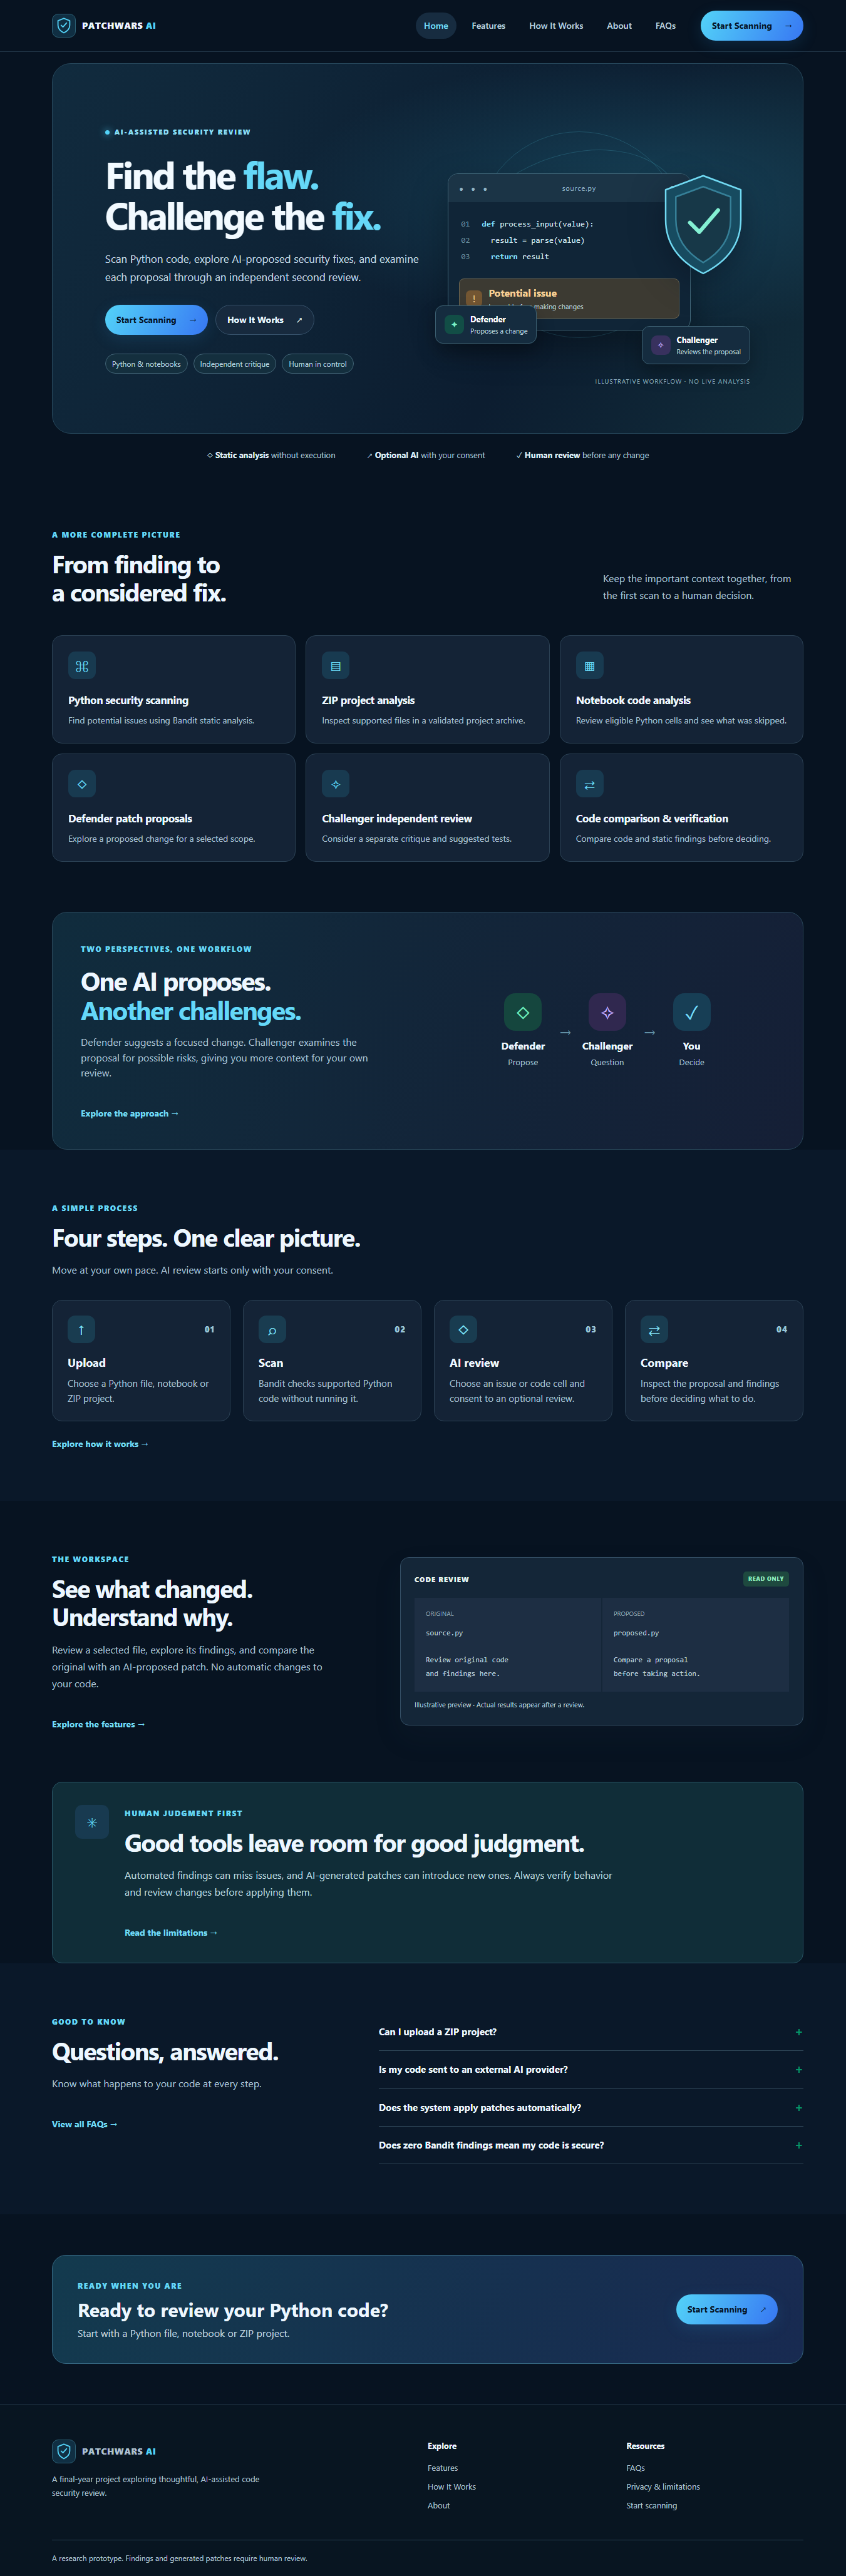 PATCHWARS AI
Home
Features
How It Works
About
FAQs
Start Scanning →
AI-ASSISTED SECURITY REVIEW
Find the flaw.
Challenge the fix.
Scan Python code, explore AI-proposed security fixes, and examine
each proposal through an independent second review.
Start Scanning →
How It Works ↗
Python & notebooks
Independent critique
Human in control
source.py
01 def process_input(value):
02 result = parse(value)
03 return result
! Potential issue
making changes
Defender
Proposes a change
Challenger
Reviews the proposal
ILLUSTRATIVE WORKFLOW · NO LIVE ANALYSIS
Static analysis without execution
Optional AI with your consent
Human review before any change
A MORE COMPLETE PICTURE
From finding to
a considered fix.
Keep the important context together, from
the first scan to a human decision.
Python security scanning
Find potential issues using Bandit static analysis.
ZIP project analysis
Inspect supported files in a validated project archive.
Notebook code analysis
Review eligible Python cells and see what was skipped.
Defender patch proposals
Explore a proposed change for a selected scope.
Challenger independent review
Consider a separate critique and suggested tests.
Code comparison & verification
Compare code and static findings before deciding.
TWO PERSPECTIVES, ONE WORKFLOW
One AI proposes.
Another challenges.
Defender suggests a focused change. Challenger examines the
proposal for possible risks, giving you more context for your own
review.
Explore the approach →
Defender
Propose
→
Challenger
Question
→
You
Decide
A SIMPLE PROCESS
Four steps. One clear picture.
Move at your own pace. AI review starts only with your consent.
01
Upload
Choose a Python file, notebook or
ZIP project.
02
Scan
Bandit checks supported Python
code without running it.
03
AI review
Choose an issue or code cell and
consent to an optional review.
04
Compare
Inspect the proposal and findings
before deciding what to do.
Explore how it works →
THE WORKSPACE
See what changed.
Understand why.
Review a selected file, explore its findings, and compare the
original with an AI-proposed patch. No automatic changes to
your code.
Explore the features →
CODE REVIEW
READ ONLY
ORIGINAL
source.py
Review original code
and findings here.
PROPOSED
proposed.py
Compare a proposal
before taking action.
Illustrative preview · Actual results appear after a review.
HUMAN JUDGMENT FIRST
Good tools leave room for good judgment.
Automated findings can miss issues, and AI-generated patches can introduce new ones. Always verify behavior
and review changes before applying them.
Read the limitations →
GOOD TO KNOW
Questions, answered.
Know what happens to your code at every step.
View all FAQs →
Can I upload a ZIP project? +
Is my code sent to an external AI provider? +
Does the system apply patches automatically? +
Does zero Bandit findings mean my code is secure? +
READY WHEN YOU ARE
Ready to review your Python code?
Start with a Python file, notebook or ZIP project.
Start Scanning ↗
PATCHWARS AI
A final-year project exploring thoughtful, AI-assisted code
security review.
Explore
Features
How It Works
About
Resources
FAQs
Privacy & limitations
Start scanning
A research prototype. Findings and generated patches require human review.